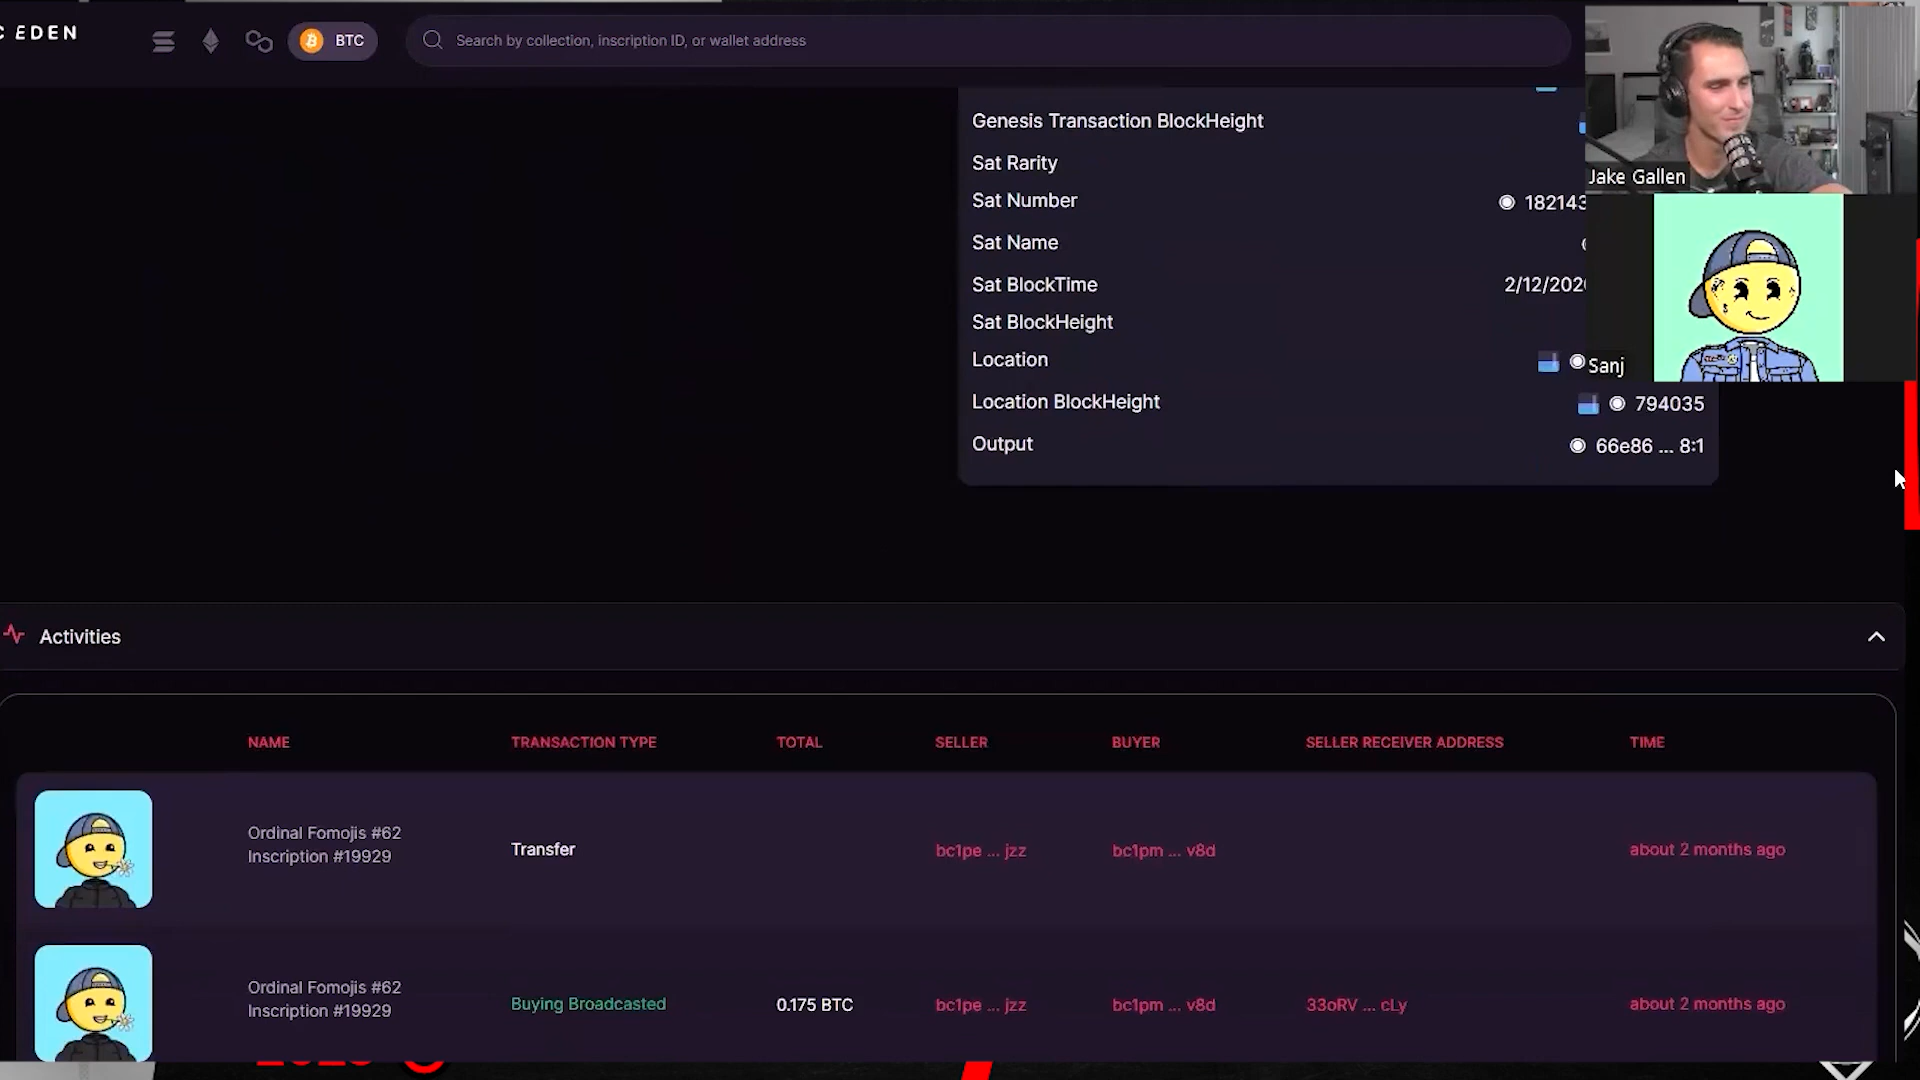 C EDEN
BTC
Search by collection, inscription ID, or wallet address
Genesis Transaction BlockHeight
Sat Rarity
Sat Number
182143
Sat Name
Sat BlockTime
2/12/202
Sat BlockHeight
Location
Location BlockHeight
794035
Output
66e86 ... 8:1
Jake Gallen
Sanj
Activities
NAME
TRANSACTION TYPE
TOTAL
SELLER
BUYER
SELLER RECEIVER ADDRESS
TIME
Ordinal Fomojis #62
Inscription #19929
Transfer
bc1pe ... jzz
bc1pm ... v8d
about 2 months ago
Ordinal Fomojis #62
Inscription #19929
Buying Broadcasted
0.175 BTC
bc1pe ... jzz
bc1pm ... v8d
33oRV ... cLy
about 2 months ago